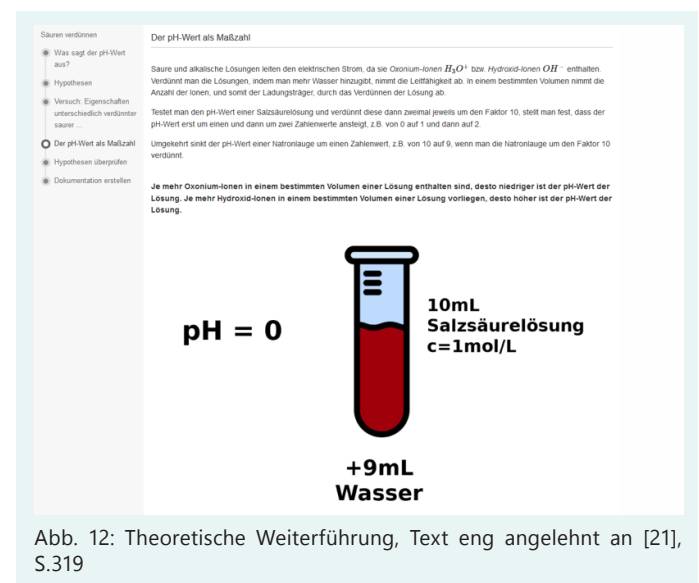 Säuren verdünnen
Was sagt der pH-Wert
aus?
Hypothesen
Versuch: Eigenschaften
unterschiedlich verdünnter
saurer ...
Der pH-Wert als Maßzahl
Hypothesen überprüfen
Dokumentation erstellen
Der pH-Wert als Maßzahl
Saure und alkalische Lösungen leiten den elektrischen Strom, da sie Oxonium-Ionen H₃O⁺ bzw. Hydroxid-Ionen OH⁻ enthalten.
Verdünnt man die Lösungen, indem man mehr Wasser hinzugibt, nimmt die Leitfähigkeit ab. In einem bestimmten Volumen nimmt die
Anzahl der Ionen, und somit der Ladungsträger, durch das Verdünnen der Lösung ab.
Testet man den pH-Wert einer Salzsäurelösung und verdünnt diese dann zweimal jeweils um den Faktor 10, stellt man fest, dass der
pH-Wert erst um einen und dann um zwei Zahlenwerte ansteigt, z.B. von 0 auf 1 und dann auf 2.
Umgekehrt sinkt der pH-Wert einer Natronlauge um einen Zahlenwert, z.B. von 10 auf 9, wenn man die Natronlauge um den Faktor 10
verdünnt.
Je mehr Oxonium-Ionen in einem bestimmten Volumen einer Lösung enthalten sind, desto niedriger ist der pH-Wert der
Lösung. Je mehr Hydroxid-Ionen in einem bestimmten Volumen einer Lösung vorliegen, desto höher ist der pH-Wert der
Lösung.
pH = 0
10mL
Salzsäurelösung
c=1mol/L
+9mL
Wasser
Abb. 12: Theoretische Weiterführung, Text eng angelehnt an [21],
S.319